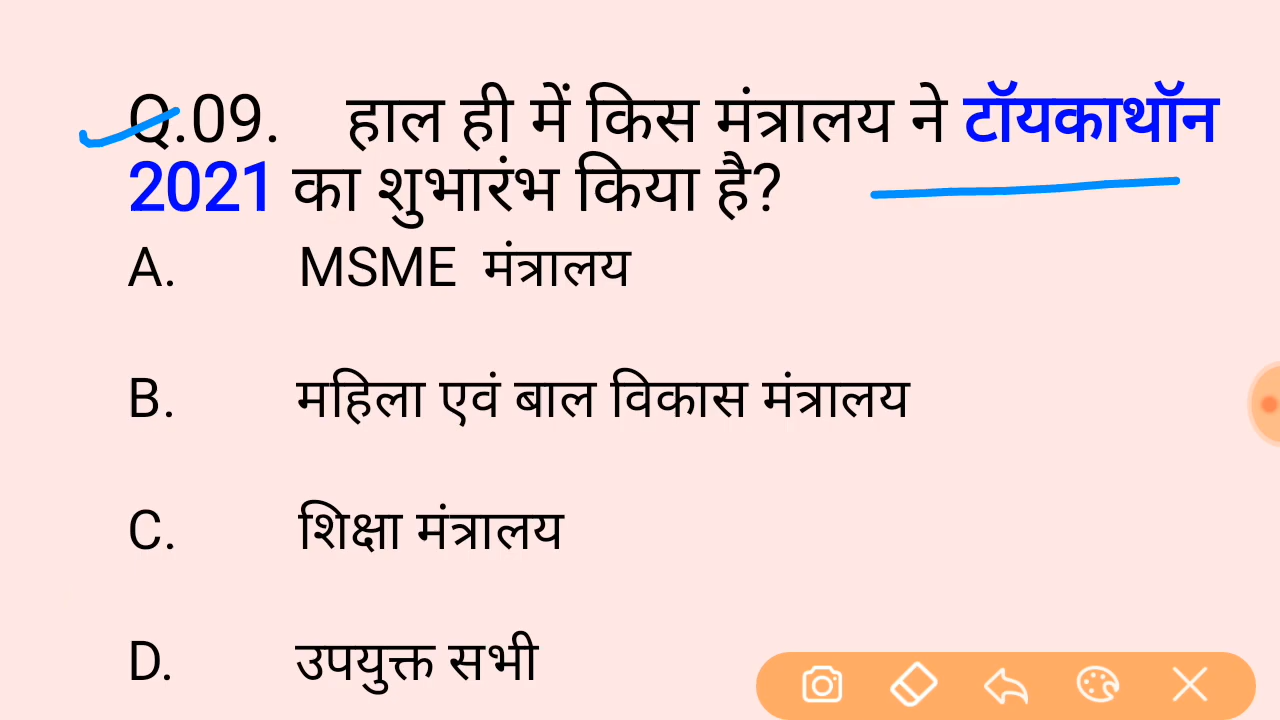 Q.09. हाल ही में किस मंत्रालय ने टॉयकाथॉन
2021 का शुभारंभ किया है?
A. MSME मंत्रालय
B. महिला एवं बाल विकास मंत्रालय
C. शिक्षा मंत्रालय
D. उपयुक्त सभी